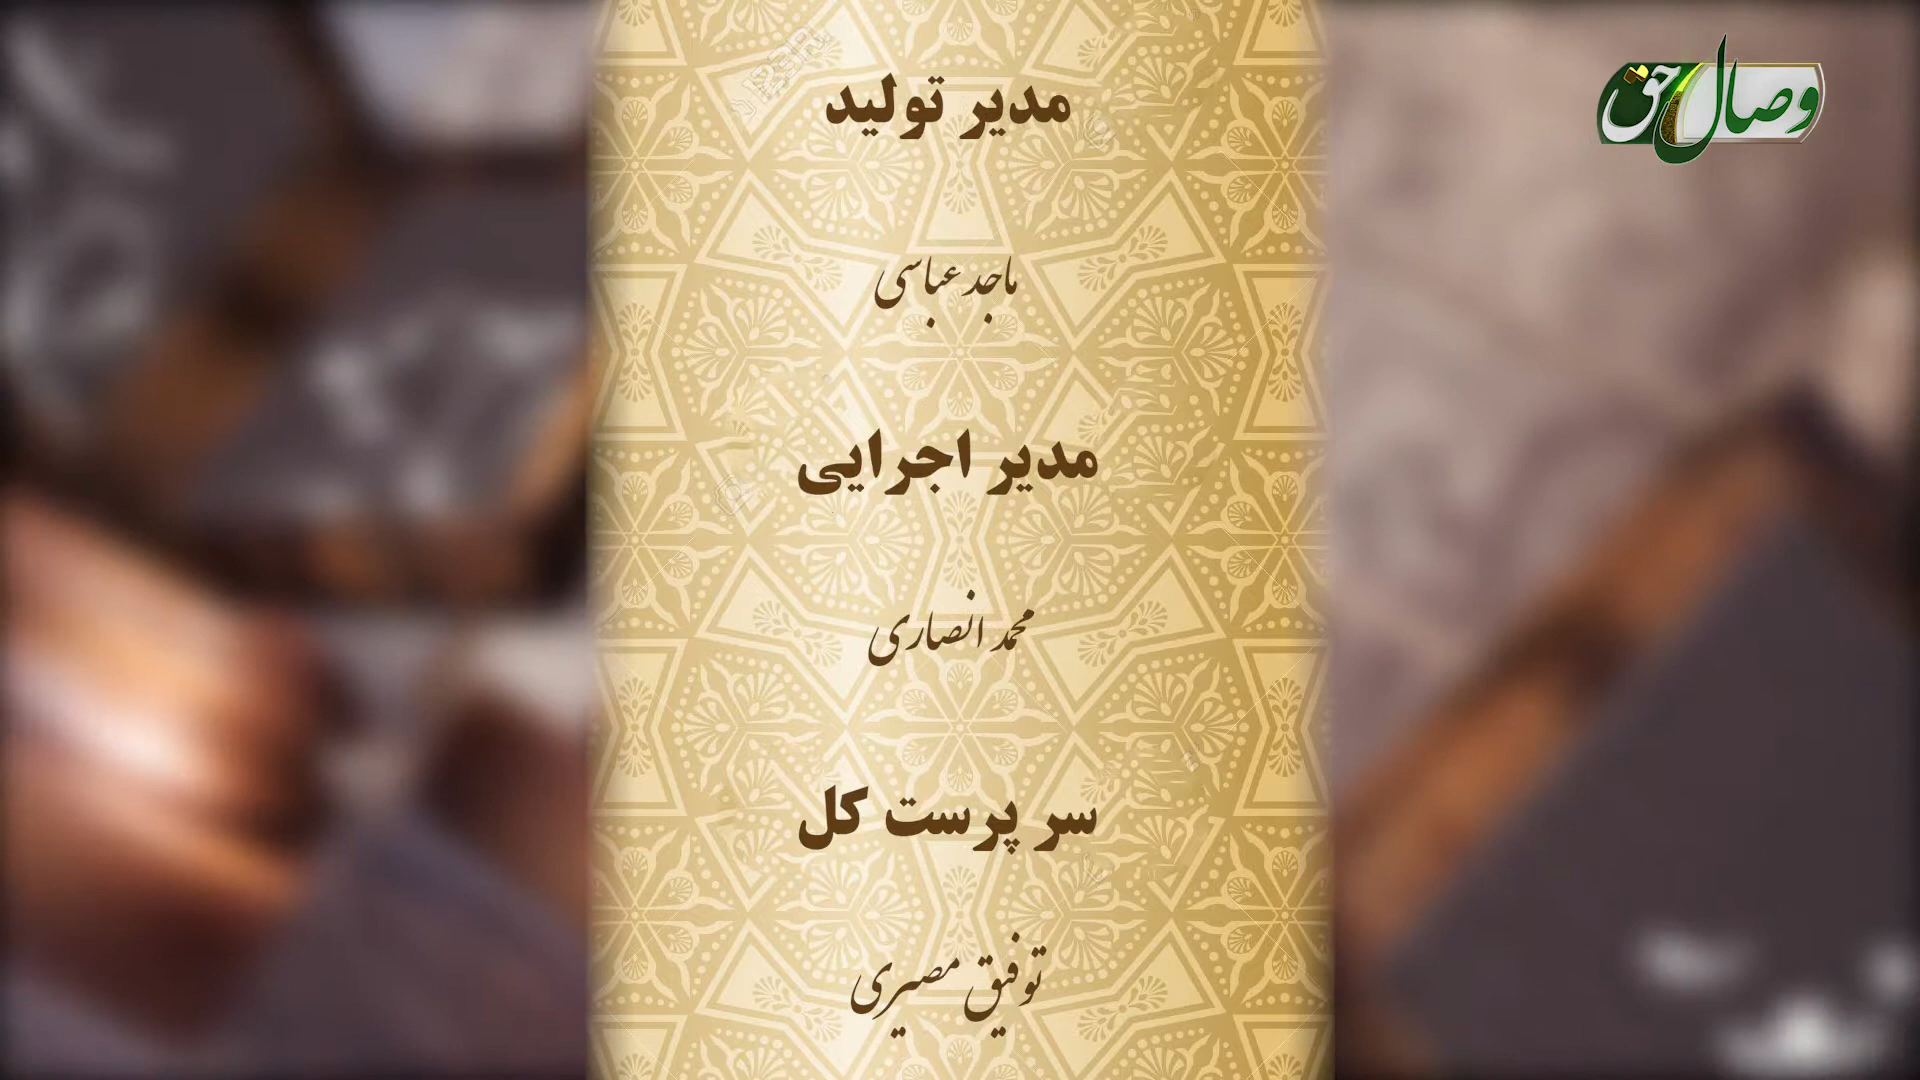 وصال حق
مدیر تولید
ماجد عباسی
مدیر اجرایی
محمد انصاری
سر پرست کل
توفیق مصیری